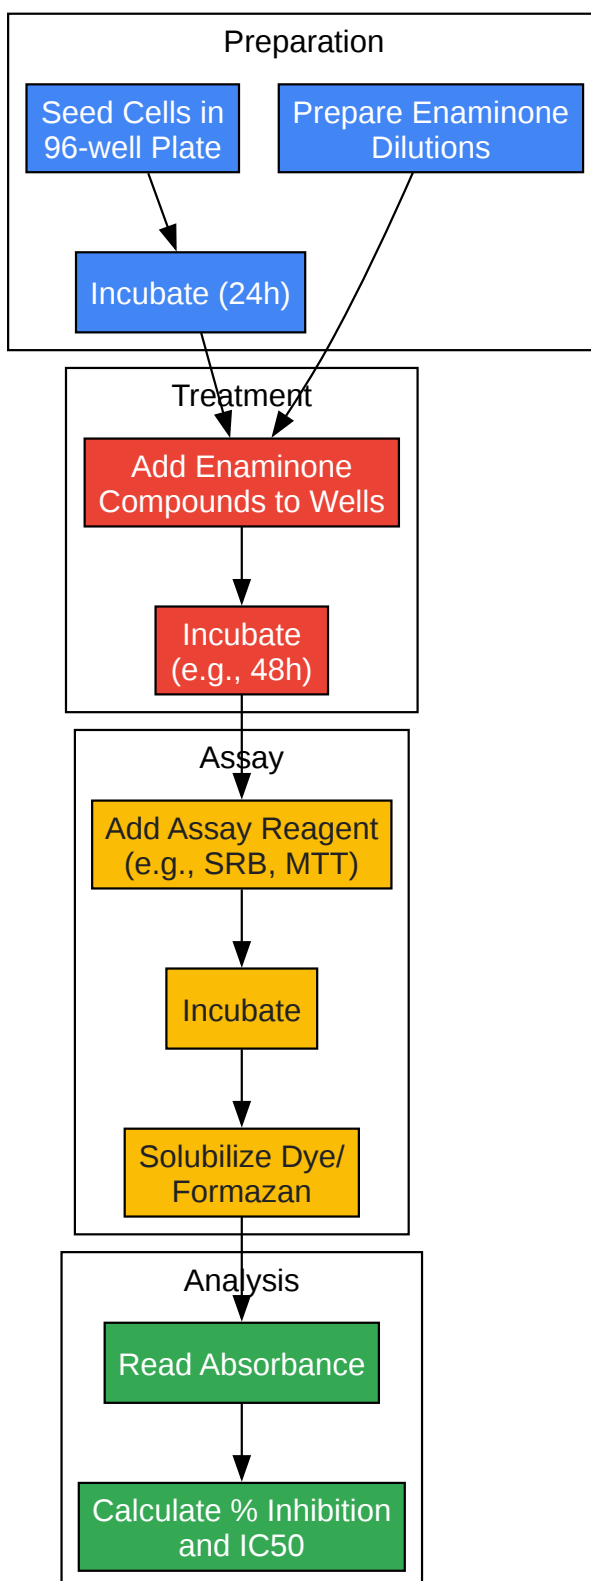 Preparation
Seed Cells in
96-well Plate
Prepare Enaminone
Dilutions
Incubate (24h)
Treatment
Add Enaminone
Compounds to Wells
Incubate
(e.g., 48h)
Assay
Add Assay Reagent
(e.g., SRB, MTT)
Incubate
Solubilize Dye/
Formazan
Analysis
Read Absorbance
Calculate % Inhibition
and IC50